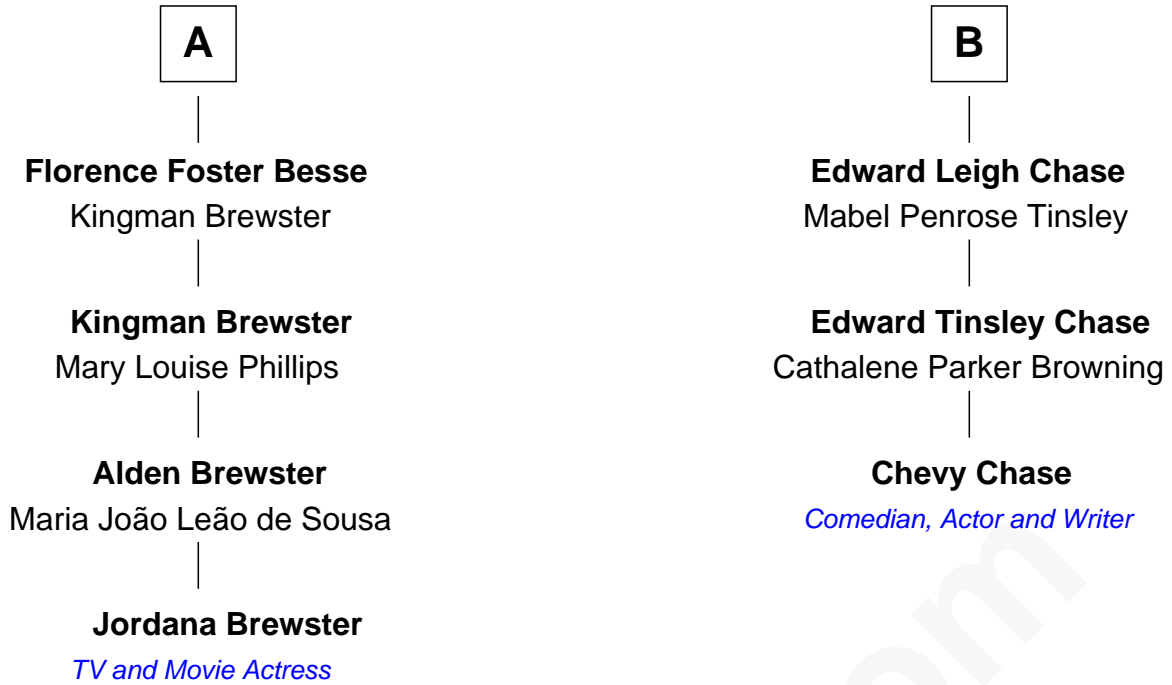 A
Florence Foster Besse
Kingman Brewster
Kingman Brewster
Mary Louise Phillips
Alden Brewster
Maria João Leão de Sousa
Jordana Brewster
TV and Movie Actress
B
Edward Leigh Chase
Mabel Penrose Tinsley
Edward Tinsley Chase
Cathalene Parker Browning
Chevy Chase
Comedian, Actor and Writer
om